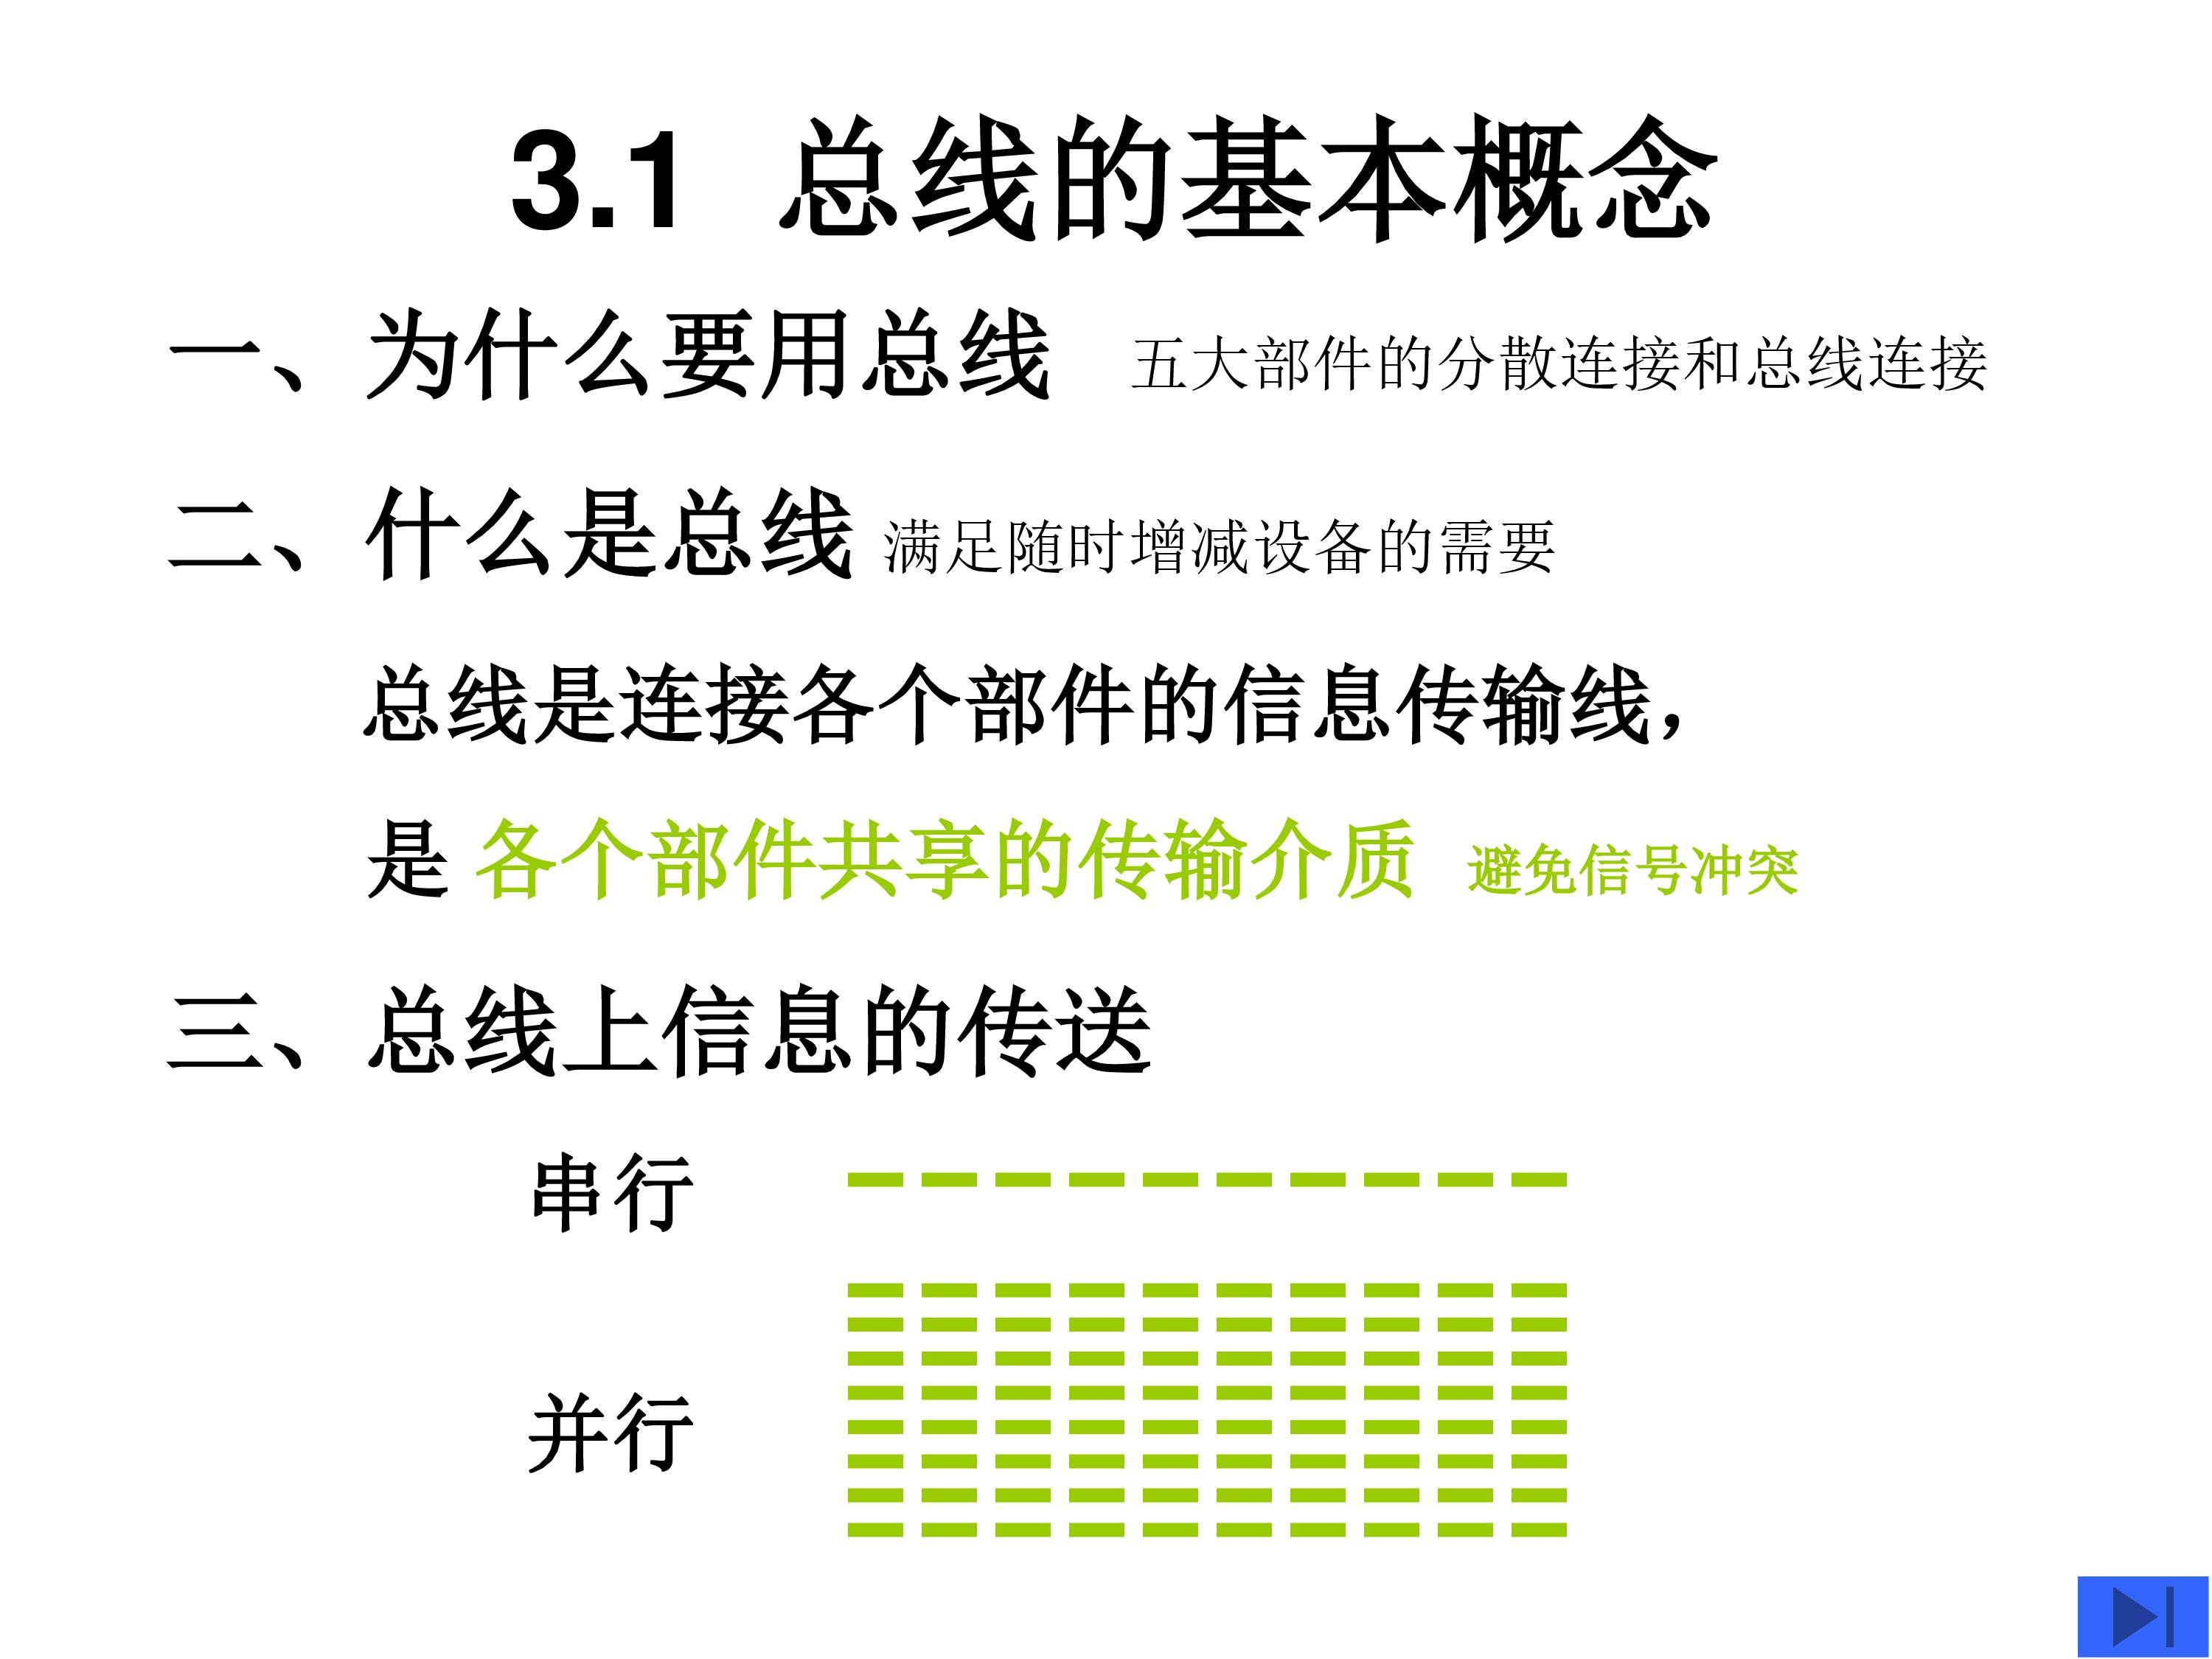 3.1 总线的基本概念
一、为什么要用总线 五大部件的分散连接和总线连接
二、什么是总线 满足随时增减设备的需要
总线是连接各个部件的信息传输线，
是 各个部件共享的传输介质 避免信号冲突
三、总线上信息的传送
串行
并行